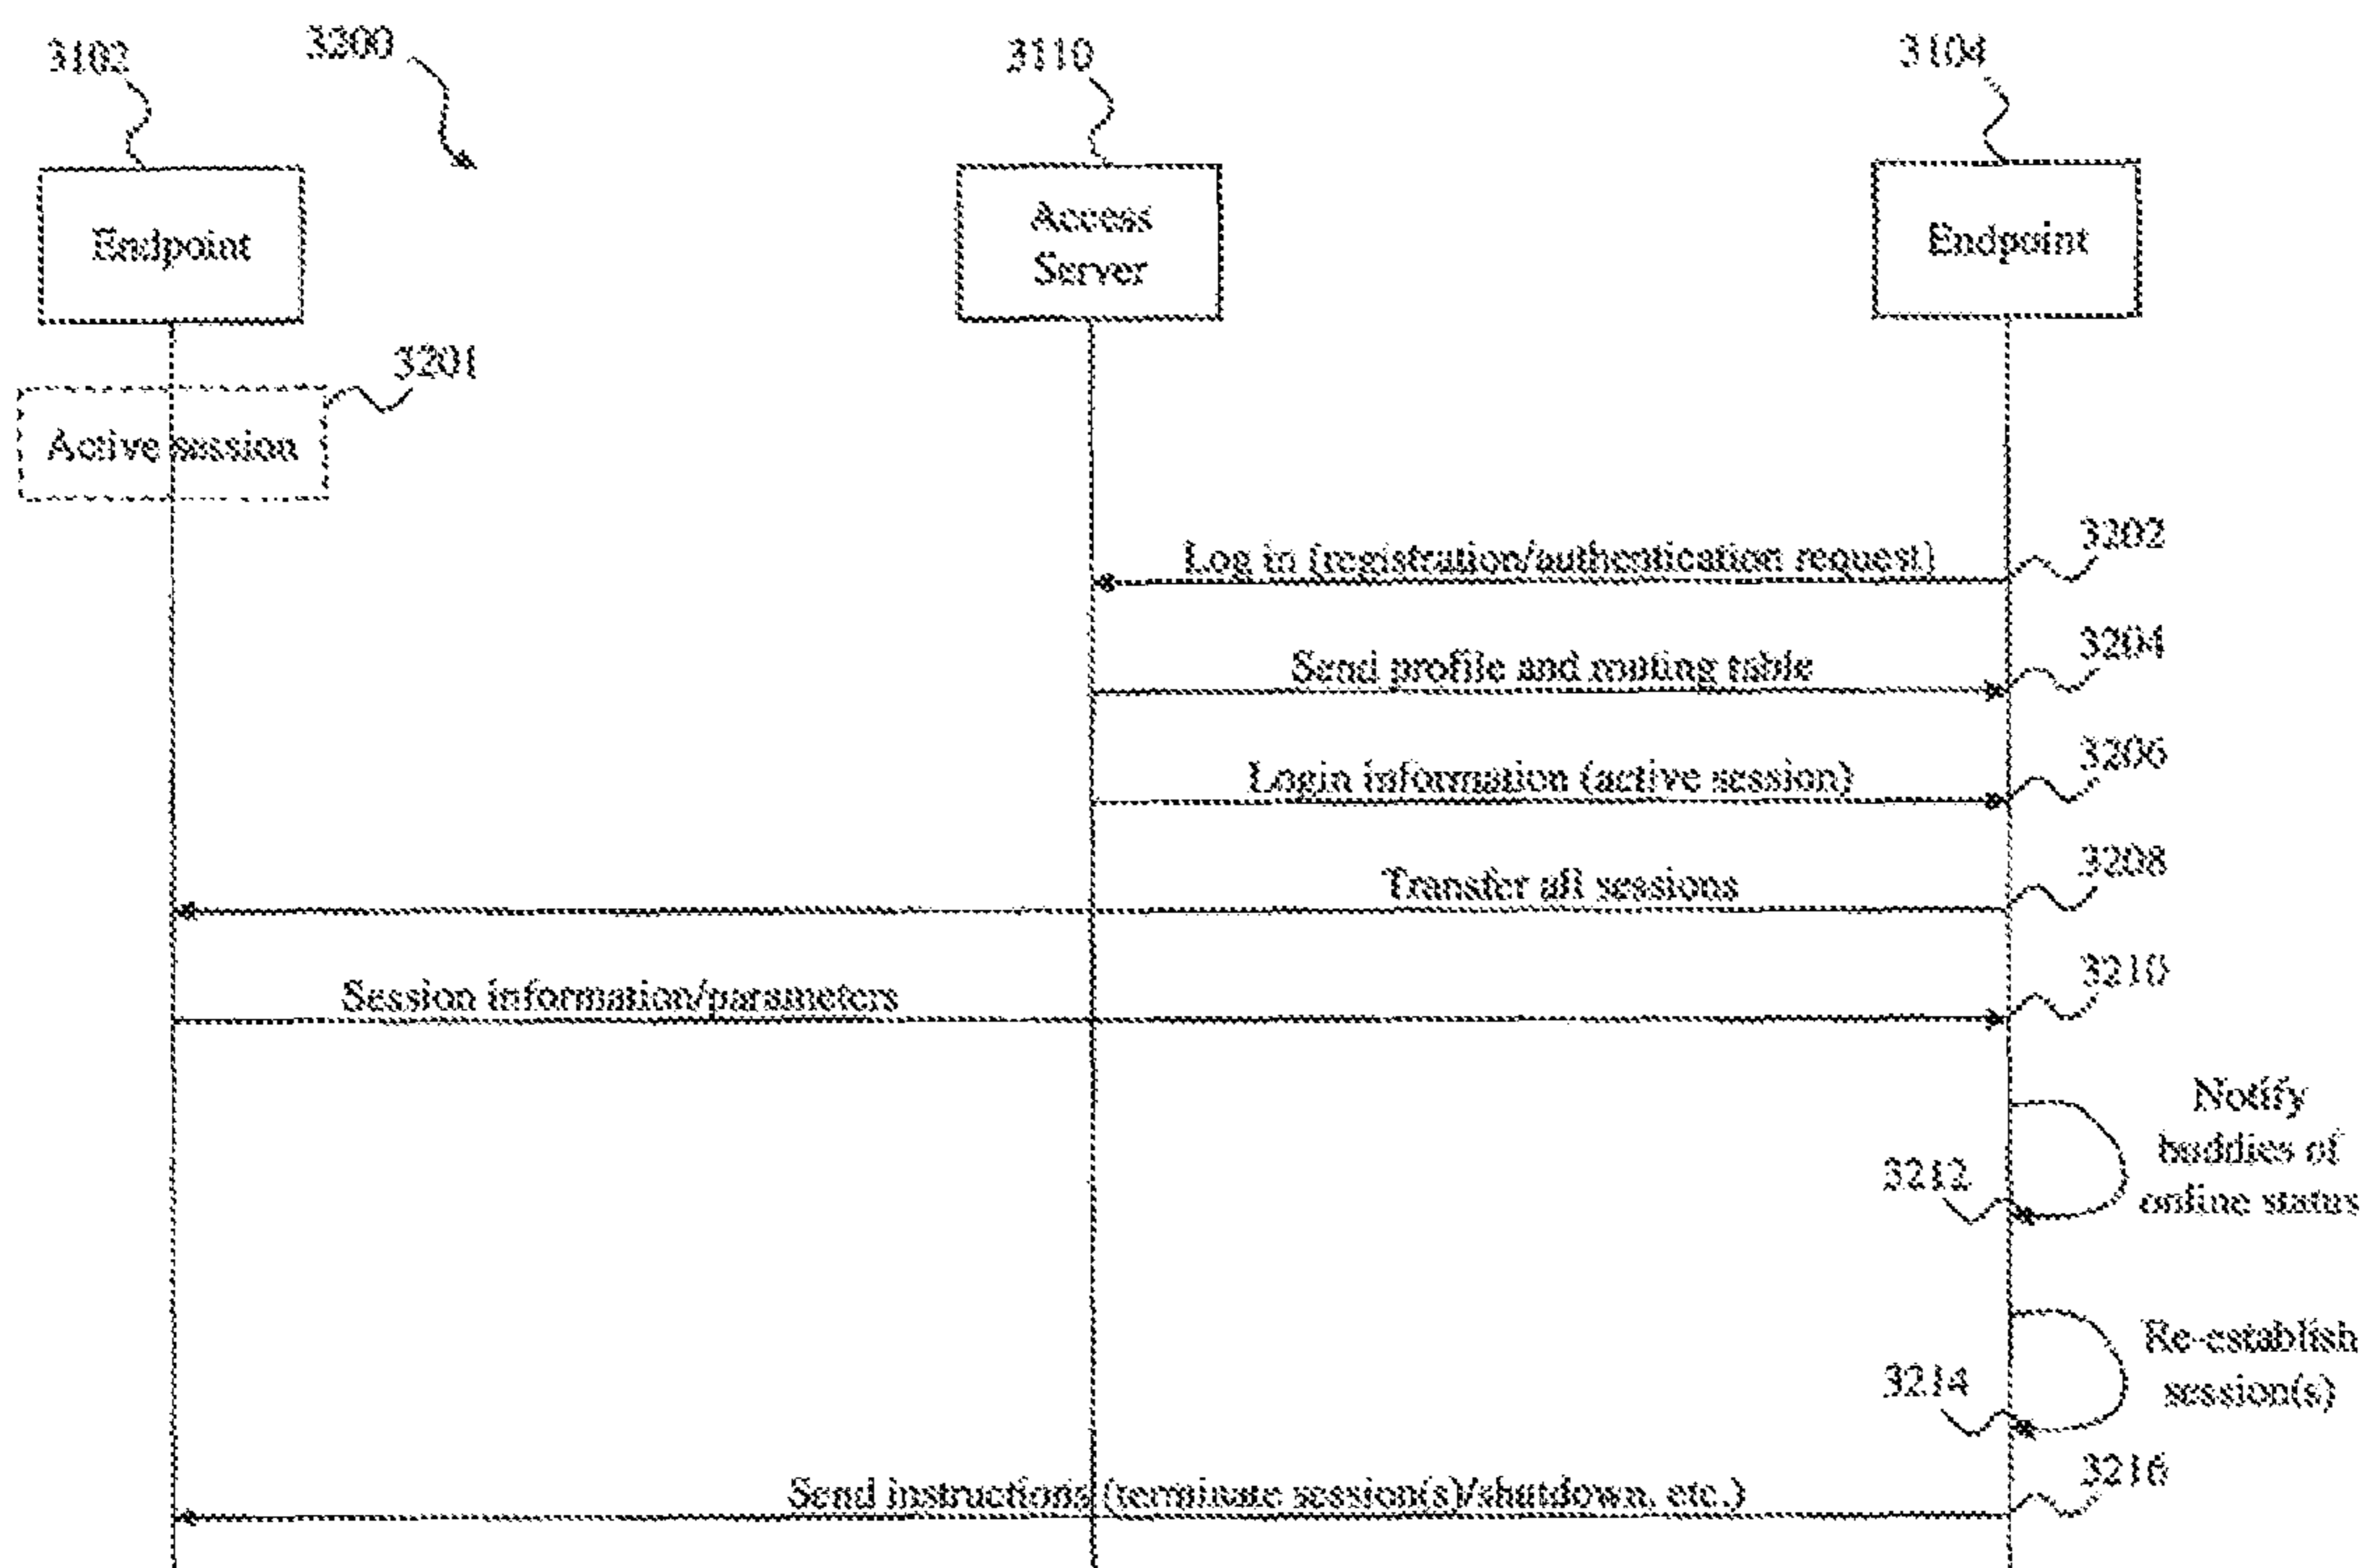 3102
3200
3110
3104
Endpoint
Access
Server
Endpoint
3201
Active session
Log in (registration/authentication request)
3202
Send profile and routing table
3204
Login information (active session)
3206
Transfer all sessions
3208
Session information/parameters
3210
Notify
buddies of
online status
3212
Re-establish
session(s)
3214
Send instructions (terminate session(s)/shutdown, etc.)
3216